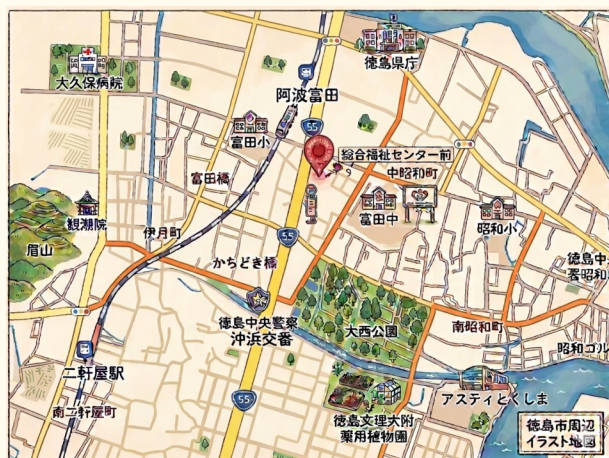 徳島県庁
大久保病院
阿波富田
55
富田小
総合福祉センター前
富田橋
中昭和町
観潮院
富田中
昭和小
眉山
伊月町
55
かちどき橋
徳島中央警察
沖浜交番
大西公園
南昭和町
昭和ゴル
二軒屋駅
アスティとくしま
55
南二軒屋町
徳島文理大附
薬用植物園
徳島市周辺
イラスト地図